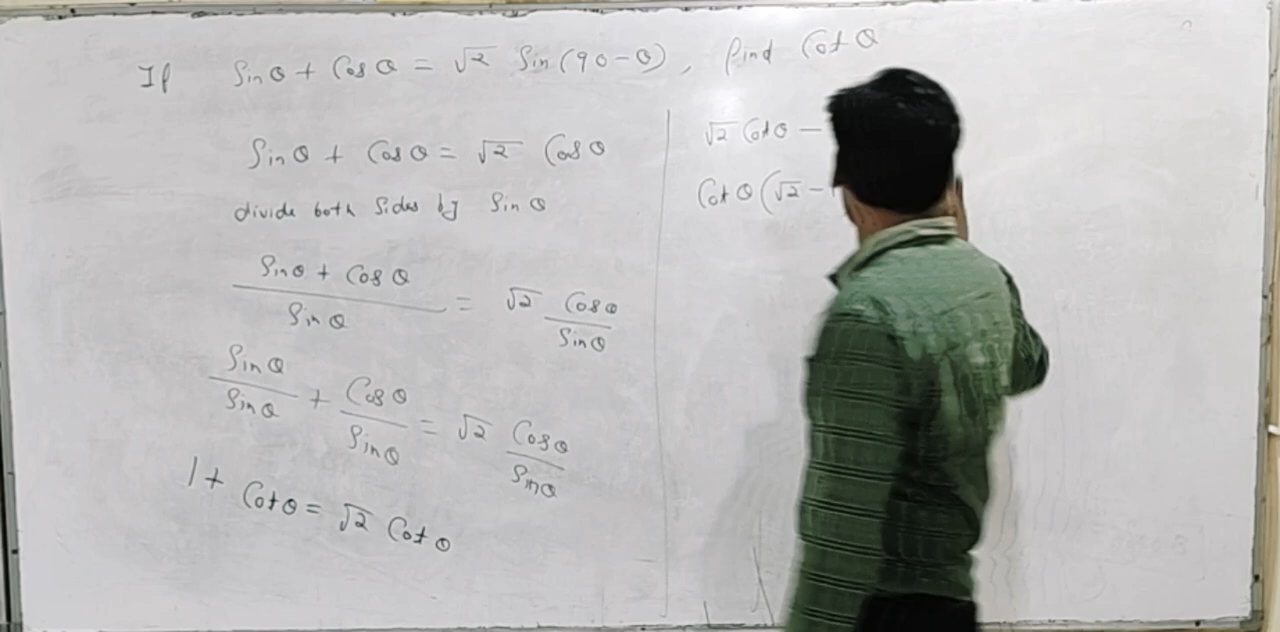 If Sinθ + Cosθ = √2 Sin(90-θ), find Cotθ
Sinθ + Cosθ = √2 Cosθ
divide both Sides by Sinθ
(Sinθ + Cosθ)/Sinθ = √2 Cosθ/Sinθ
Sinθ/Sinθ + Cosθ/Sinθ = √2 Cosθ/Sinθ
1 + Cotθ = √2 Cotθ
√2 Cotθ -
Cotθ(√2 -